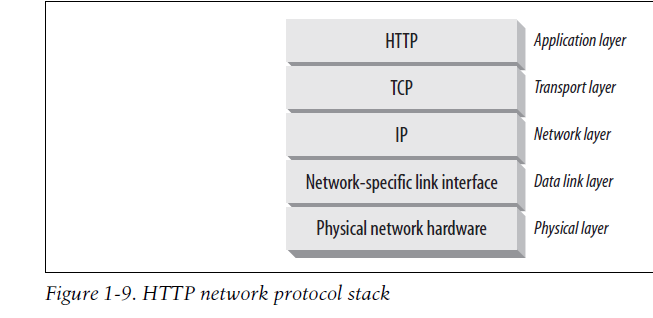 HTTP Application layer
TCP Transport layer
IP Network layer
Network-specific link interface Data link layer
Physical network hardware Physical layer
Figure 1-9. HTTP network protocol stack